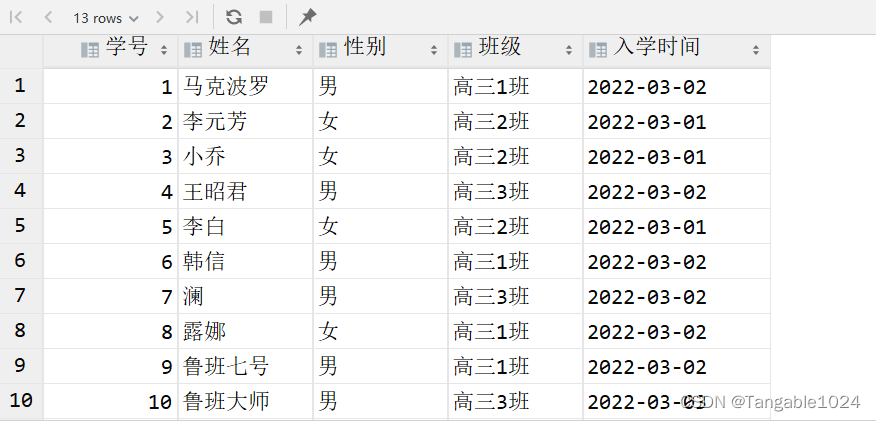 13 rows
学号 姓名 性别 班级 入学时间
1 1 马克波罗 男 高三1班 2022-03-02
2 2 李元芳 女 高三2班 2022-03-01
3 3 小乔 女 高三2班 2022-03-01
4 4 王昭君 男 高三3班 2022-03-02
5 5 李白 女 高三2班 2022-03-01
6 6 韩信 男 高三1班 2022-03-02
7 7 澜 男 高三3班 2022-03-02
8 8 露娜 女 高三1班 2022-03-02
9 9 鲁班七号 男 高三1班 2022-03-02
10 10 鲁班大师 男 高三3班 2022-03-03
CSDN @Tangable1024